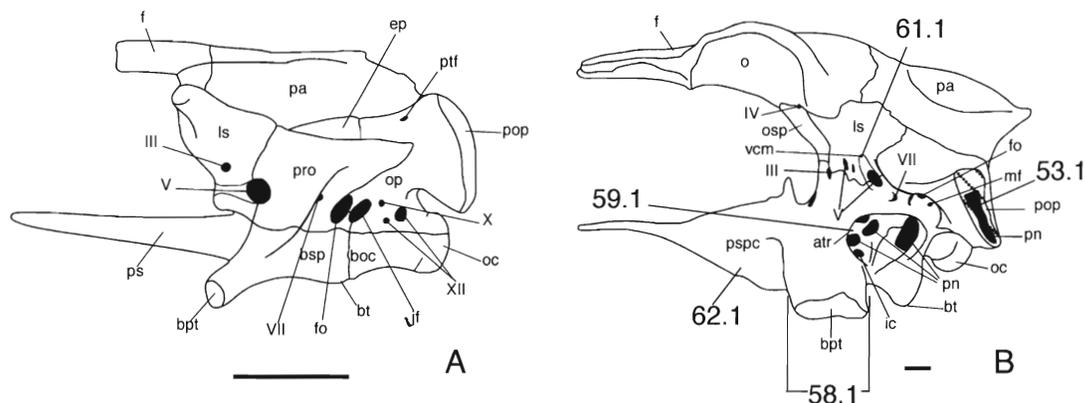 f
ep
ptf
pa
pop
ls
III
pro
V
op
X
ps
bsp
boc
oc
XII
bpt
VII
fo
bt
jf
A
f
61.1
o
pa
IV
osp
ls
vcm
VII
fo
mf
III
53.1
V
59.1
pop
atr
pn
pspc
oc
pn
62.1
bt
ic
bpt
58.1
B